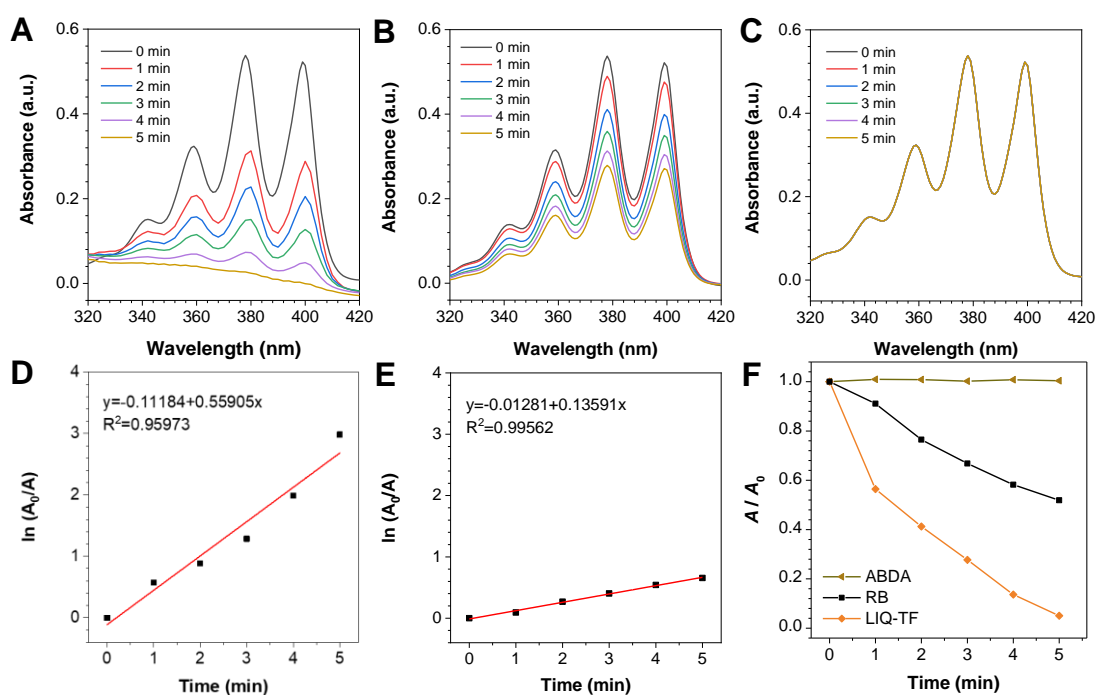 A
Absorbance (a.u.)
0.6
0.4
0.2
0.0
0 min
1 min
2 min
3 min
4 min
5 min
320 340 360 380 400 420
Wavelength (nm)
B
Absorbance (a.u.)
0.6
0.4
0.2
0.0
0 min
1 min
2 min
3 min
4 min
5 min
320 340 360 380 400 420
Wavelength (nm)
C
Absorbance (a.u.)
0.6
0.4
0.2
0.0
0 min
1 min
2 min
3 min
4 min
5 min
320 340 360 380 400 420
Wavelength (nm)
D
ln (A₀/A)
4
3
2
1
0
y=-0.11184+0.55905x
R²=0.95973
0 1 2 3 4 5
Time (min)
E
ln (A₀/A)
4
3
2
1
0
y=-0.01281+0.13591x
R²=0.99562
0 1 2 3 4 5
Time (min)
F
A / A₀
1.0
0.8
0.6
0.4
0.2
0.0
ABDA
RB
LIQ-TF
0 1 2 3 4 5
Time (min)